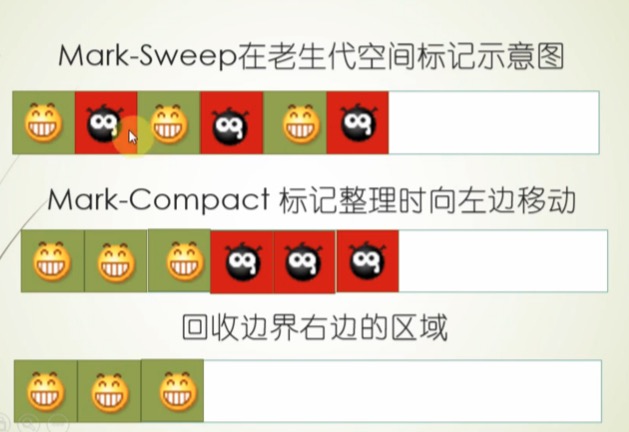 Mark-Sweep在老生代空间标记示意图
Mark-Compact 标记整理时向左边移动
回收边界右边的区域